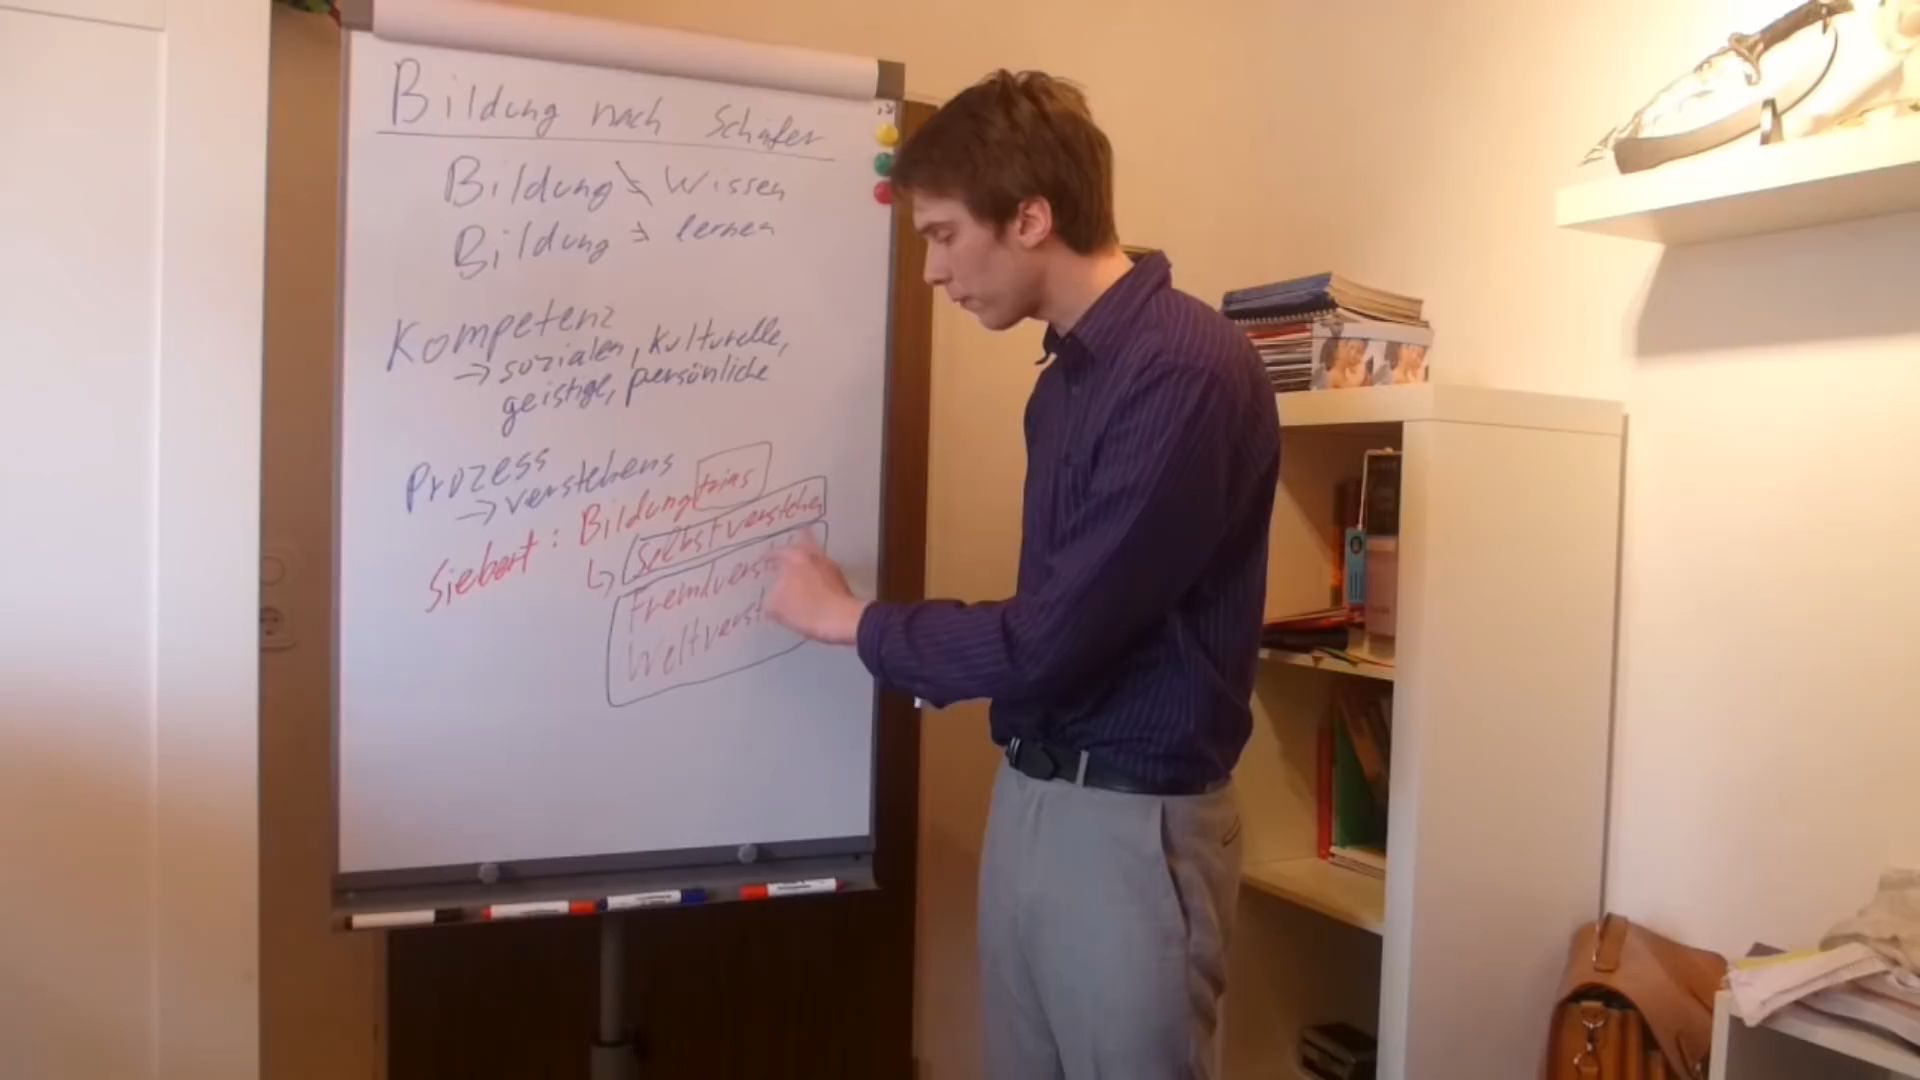 Bildung nach Schäfer
Bildung ≠ Wissen
Bildung ≠ lernen
Kompetenz
→ sozialen, kulturelle,
geistige, persönliche
Prozess
→ verstehens
Siebert: Bildungstrias
↳ Selbstverstehen
Fremdverst
Weltverst